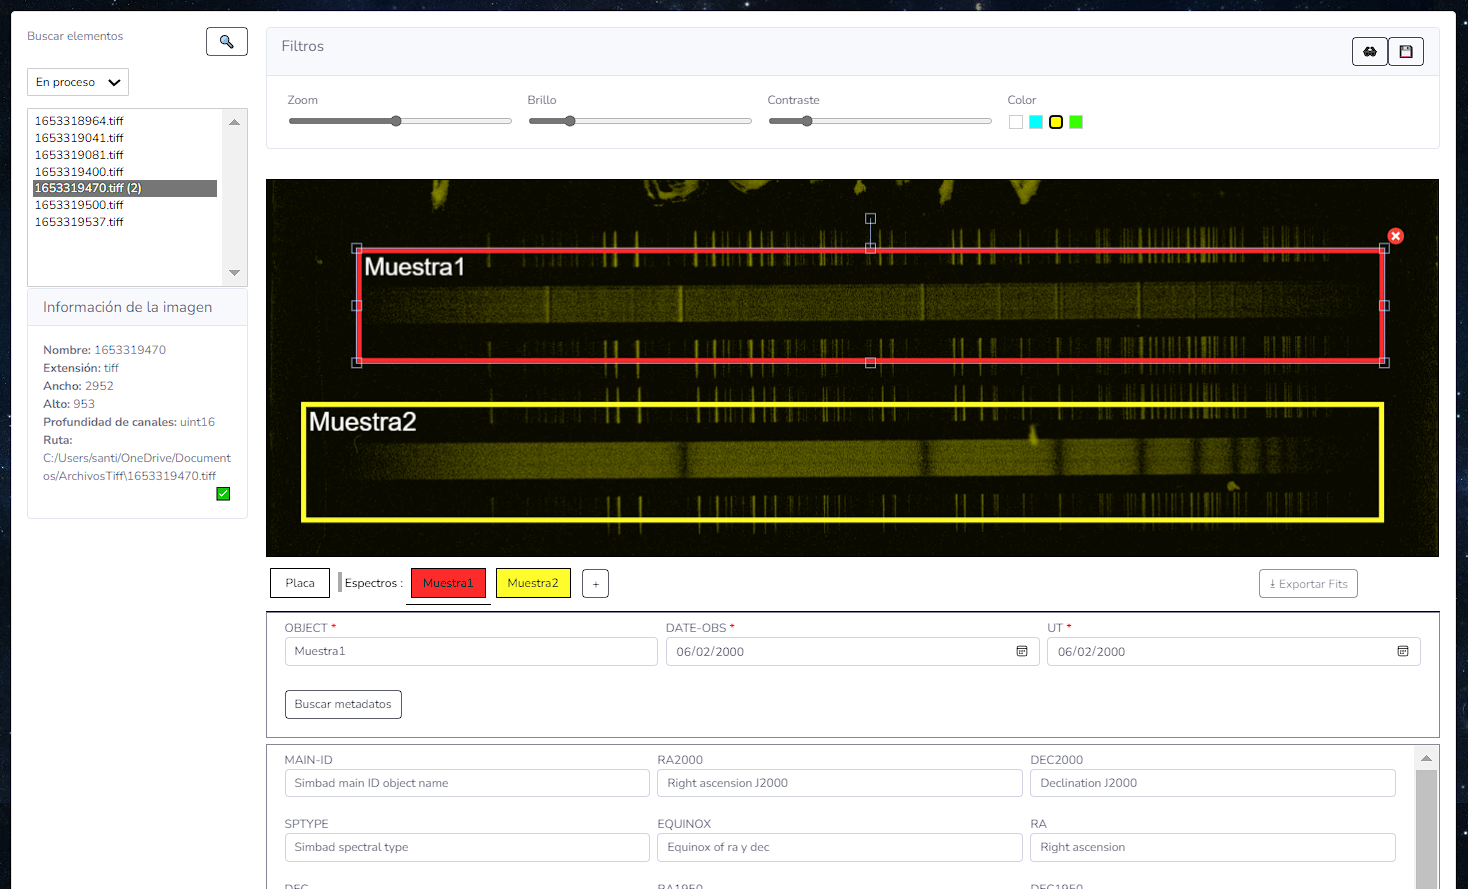 Buscar elementos
En proceso
1653318964.tiff
1653319041.tiff
1653319081.tiff
1653319400.tiff
1653319470.tiff (2)
1653319500.tiff
1653319537.tiff
Información de la imagen
Nombre: 1653319470
Extensión: tiff
Ancho: 2952
Alto: 953
Profundidad de canales: uint16
Ruta:
C:/Users/santi/OneDrive/Document
os/ArchivosTiff\1653319470.tiff
Filtros
Zoom
Brillo
Contraste
Color
Muestra1
Muestra2
Placa
Espectros :
Muestra1
Muestra2
+
Exportar Fits
OBJECT *
DATE-OBS *
UT *
Muestra1
06/02/2000
06/02/2000
Buscar metadatos
MAIN-ID
RA2000
DEC2000
Simbad main ID object name
Right ascension J2000
Declination J2000
SPTYPE
EQUINOX
RA
Simbad spectral type
Equinox of ra y dec
Right ascension
DEC
RA1950
DEC1950